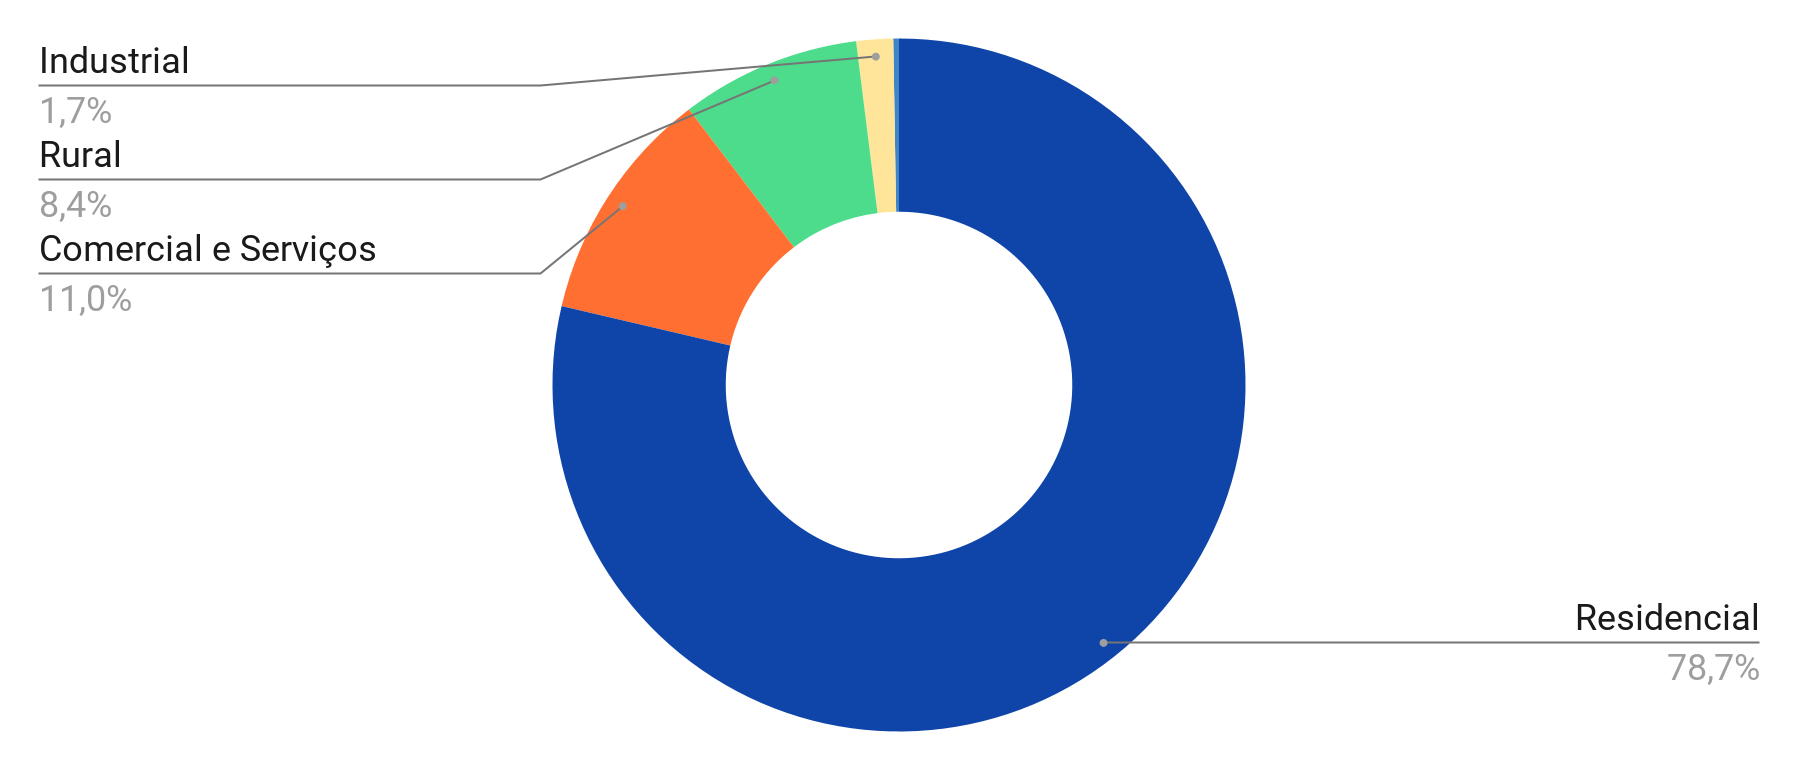 Industrial
1,7%
Rural
8,4%
Comercial e Serviços
11,0%
Residencial
78,7%